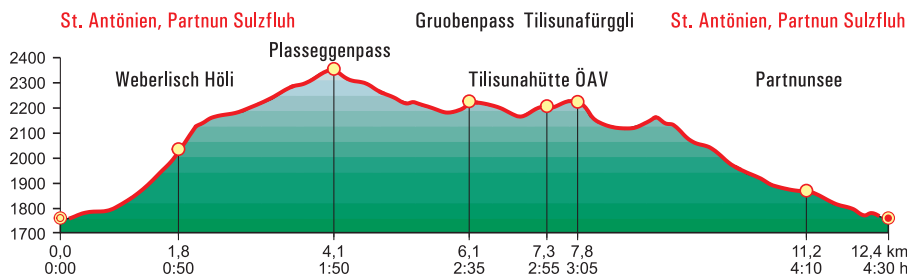 St. Antönien, Partnun Sulzfluh Gruobenpass Tilisunafürggli St. Antönien, Partnun Sulzfluh
Plasseggenpass
Weberlisch Höli Tilisunahütte ÖAV Partnunsee
2400
2300
2200
2100
2000
1900
1800
1700
0,0 1,8 4,1 6,1 7,3 7,8 11,2 12,4 km
0:00 0:50 1:50 2:35 2:55 3:05 4:10 4:30 h